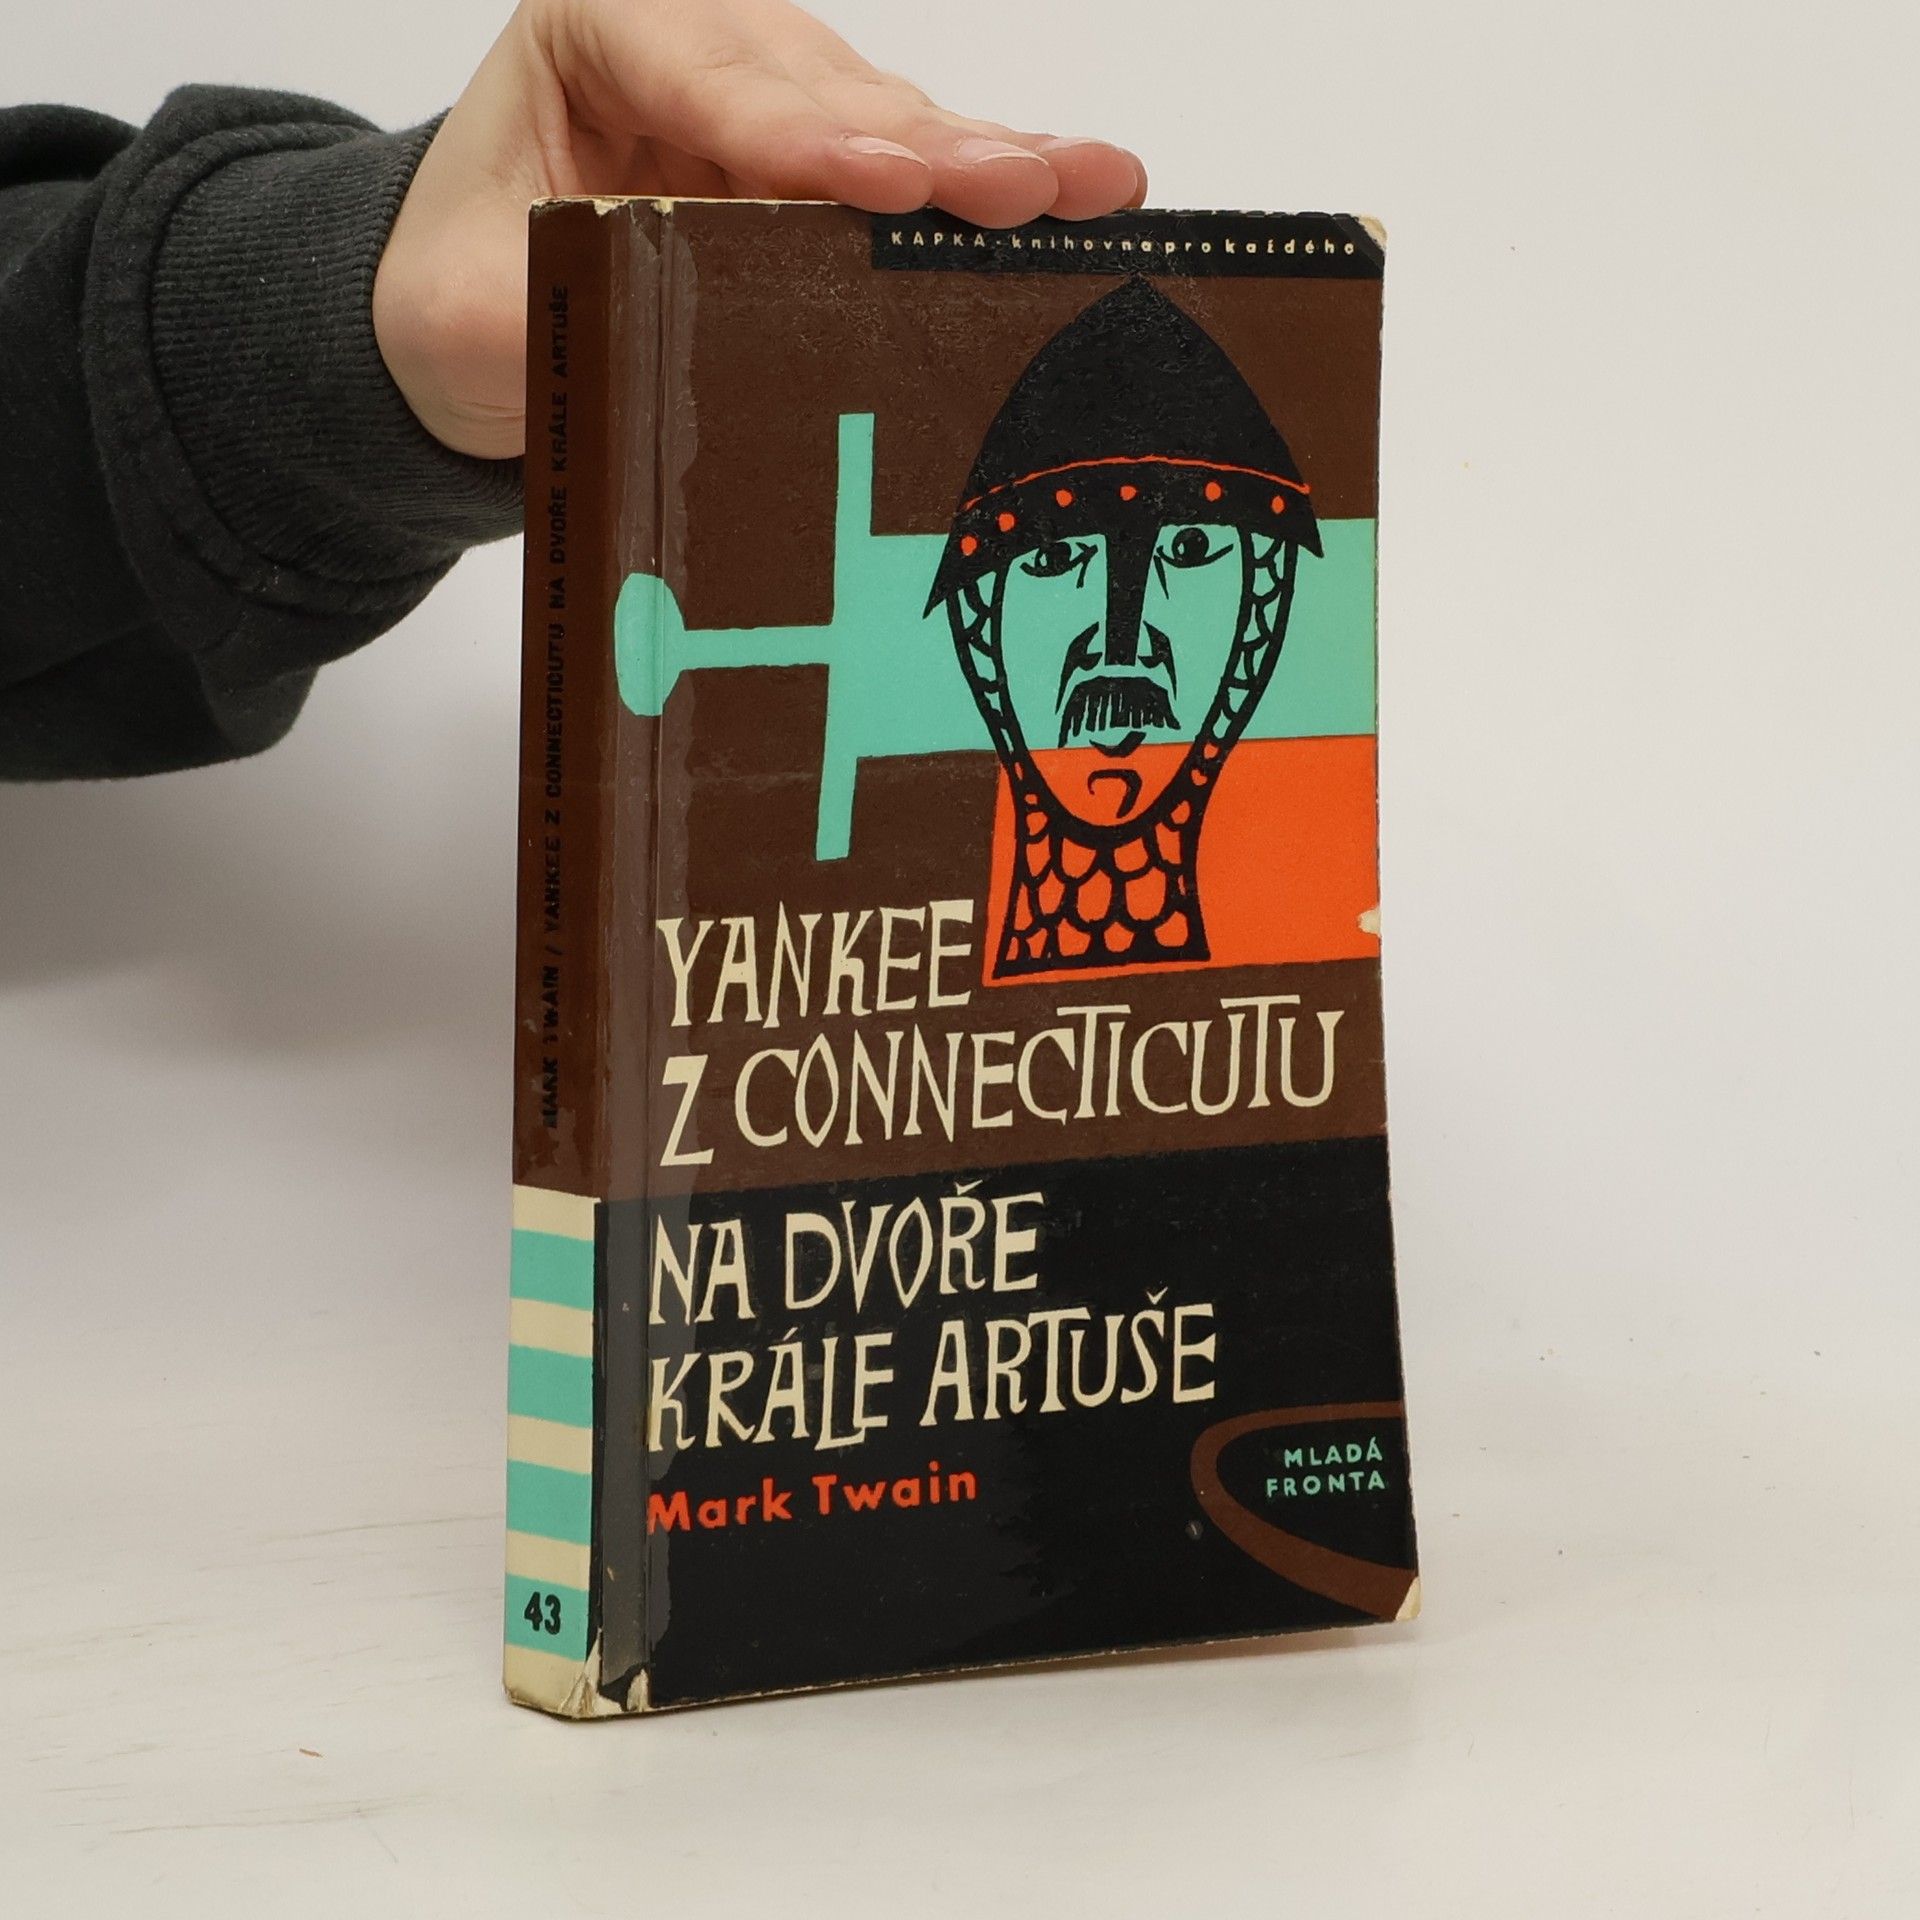 KAPKA - knihovna pro každého
YANKEE
Z CONNECTICUTU
NA DVOŘE
KRÁLE ARTUŠE
Mark Twain
MLADÁ
FRONTA
MARK TWAIN / YANKEE Z CONNECTICUTU NA DVOŘE KRÁLE ARTUŠE
43